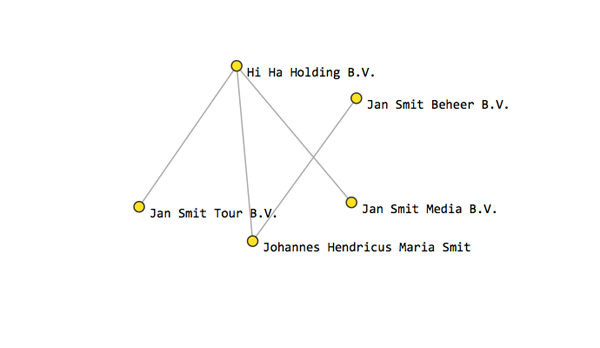 Hi Ha Holding B.V.
Jan Smit Beheer B.V.
Jan Smit Media B.V.
Jan Smit Tour B.V.
Johannes Hendricus Maria Smit